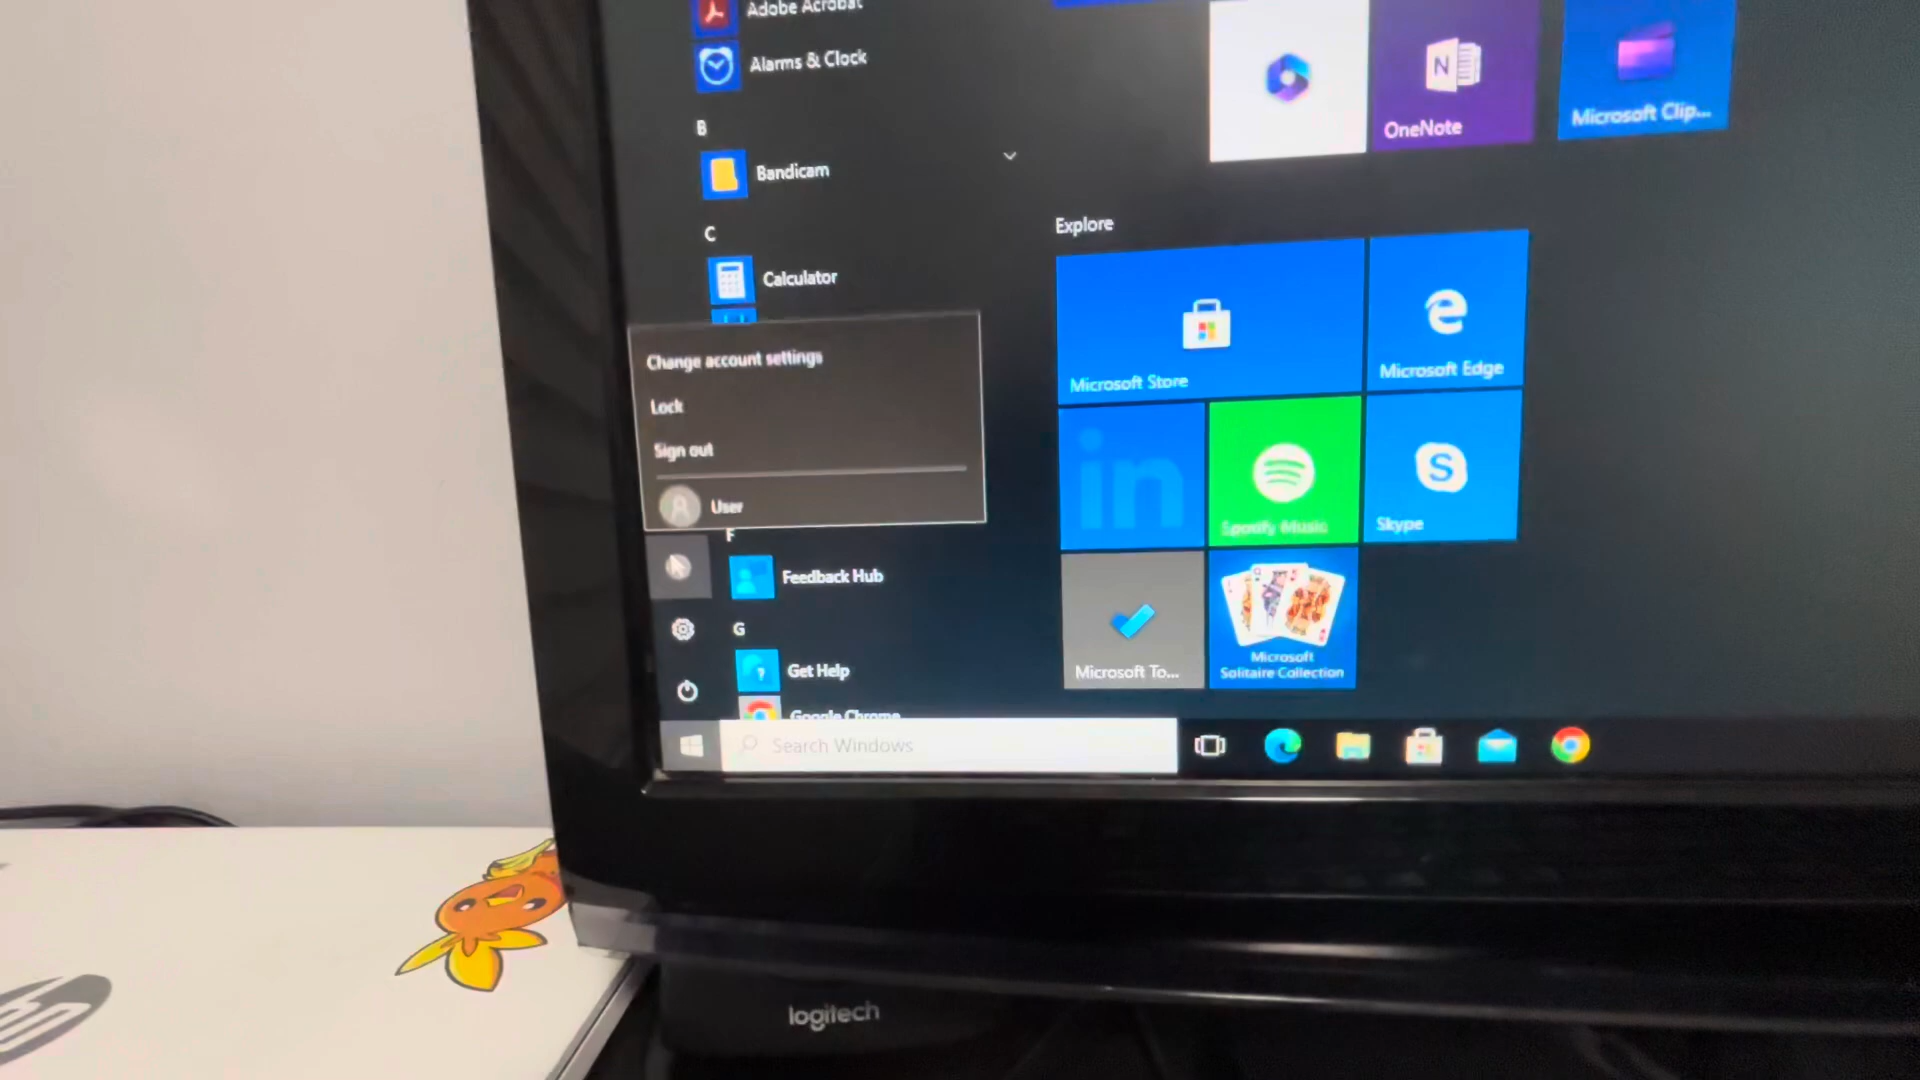 Adobe Acrobat
Alarms & Clock
B
Bandicam
C
Calculator
Change account settings
Lock
Sign out
User
F
Feedback Hub
G
Get Help
Google Chrome
Search Windows
N
OneNote
Microsoft Clip...
Explore
Microsoft Store
Microsoft Edge
in
Spotify Music
S
Skype
Microsoft To...
Microsoft
Solitaire Collection
hp
logitech